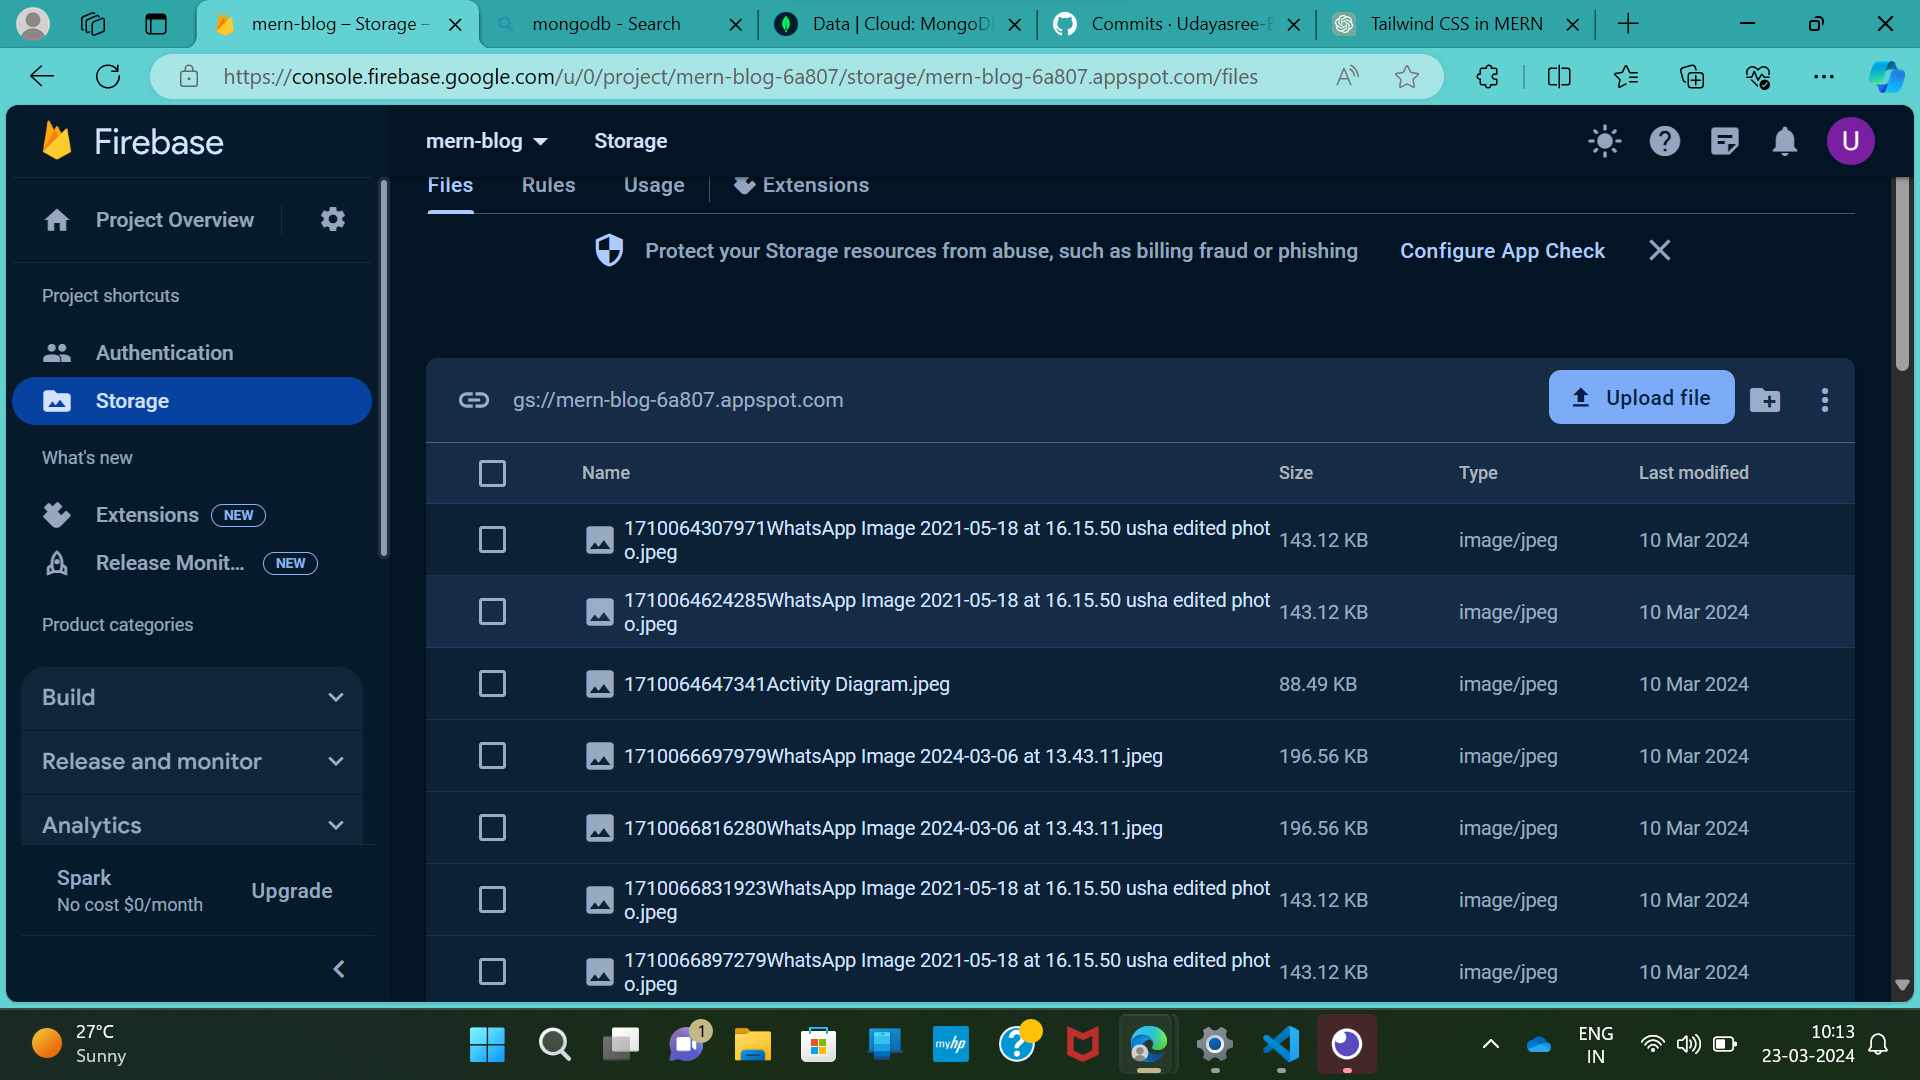 mern-blog – Storage –
mongodb - Search
Data | Cloud: MongoD
Commits · Udayasree-E
Tailwind CSS in MERN
https://console.firebase.google.com/u/0/project/mern-blog-6a807/storage/mern-blog-6a807.appspot.com/files
Firebase
mern-blog
Storage
U
Files
Rules
Usage
Extensions
Project Overview
Protect your Storage resources from abuse, such as billing fraud or phishing
Configure App Check
Project shortcuts
Authentication
Storage
What's new
Extensions
NEW
Release Monit...
NEW
Product categories
Build
Release and monitor
Analytics
Spark
No cost $0/month
Upgrade
gs://mern-blog-6a807.appspot.com
Upload file
Name
Size
Type
Last modified
1710064307971WhatsApp Image 2021-05-18 at 16.15.50 usha edited phot
o.jpeg
143.12 KB
image/jpeg
10 Mar 2024
1710064624285WhatsApp Image 2021-05-18 at 16.15.50 usha edited phot
o.jpeg
143.12 KB
image/jpeg
10 Mar 2024
1710064647341Activity Diagram.jpeg
88.49 KB
image/jpeg
10 Mar 2024
1710066697979WhatsApp Image 2024-03-06 at 13.43.11.jpeg
196.56 KB
image/jpeg
10 Mar 2024
1710066816280WhatsApp Image 2024-03-06 at 13.43.11.jpeg
196.56 KB
image/jpeg
10 Mar 2024
1710066831923WhatsApp Image 2021-05-18 at 16.15.50 usha edited phot
o.jpeg
143.12 KB
image/jpeg
10 Mar 2024
1710066897279WhatsApp Image 2021-05-18 at 16.15.50 usha edited phot
o.jpeg
143.12 KB
image/jpeg
10 Mar 2024
27°C
Sunny
1
myhp
ENG
IN
10:13
23-03-2024